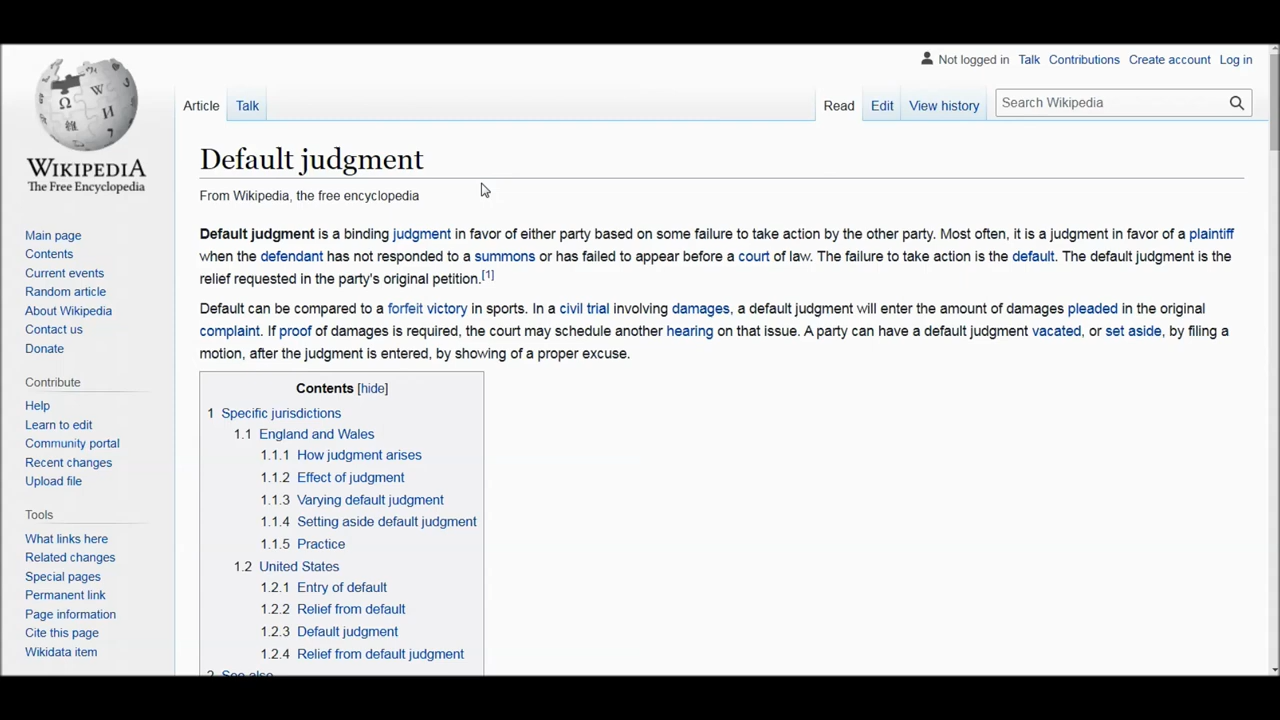 Not logged in Talk Contributions Create account Log in
Article Talk Read Edit View history Search Wikipedia
WIKIPEDIA
The Free Encyclopedia
Default judgment
From Wikipedia, the free encyclopedia
Default judgment is a binding judgment in favor of either party based on some failure to take action by the other party. Most often, it is a judgment in favor of a plaintiff
when the defendant has not responded to a summons or has failed to appear before a court of law. The failure to take action is the default. The default judgment is the
relief requested in the party's original petition.[1]
Default can be compared to a forfeit victory in sports. In a civil trial involving damages, a default judgment will enter the amount of damages pleaded in the original
complaint. If proof of damages is required, the court may schedule another hearing on that issue. A party can have a default judgment vacated, or set aside, by filing a
motion, after the judgment is entered, by showing of a proper excuse.
Contents [hide]
1 Specific jurisdictions
1.1 England and Wales
1.1.1 How judgment arises
1.1.2 Effect of judgment
1.1.3 Varying default judgment
1.1.4 Setting aside default judgment
1.1.5 Practice
1.2 United States
1.2.1 Entry of default
1.2.2 Relief from default
1.2.3 Default judgment
1.2.4 Relief from default judgment
2 See also
Main page
Contents
Current events
Random article
About Wikipedia
Contact us
Donate
Contribute
Help
Learn to edit
Community portal
Recent changes
Upload file
Tools
What links here
Related changes
Special pages
Permanent link
Page information
Cite this page
Wikidata item